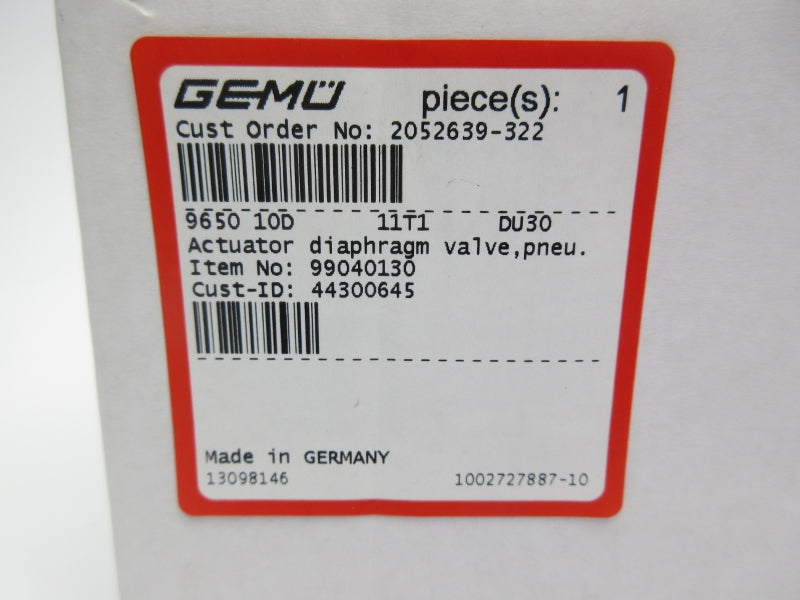 GEMÜ piece(s): 1
Cust Order No: 2052639-322
9650 10D 11T1 DU30
Actuator diaphragm valve,pneu.
Item No: 99040130
Cust-ID: 44300645
Made in GERMANY
13098146 1002727887-10